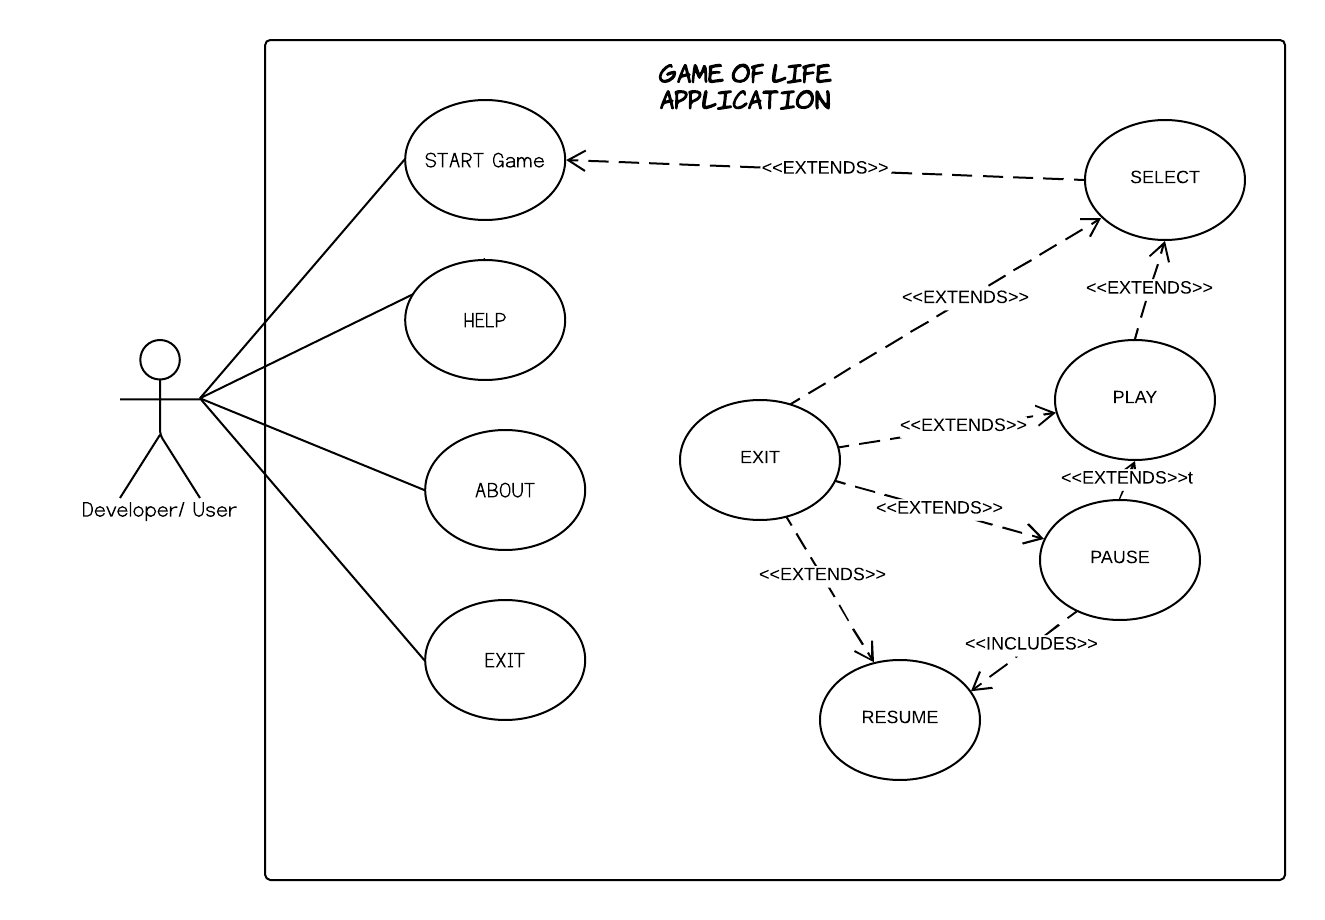 GAME OF LIFE
APPLICATION
START Game
<<EXTENDS>>
SELECT
HELP
<<EXTENDS>>
<<EXTENDS>>
PLAY
<<EXTENDS>>
EXIT
<<EXTENDS>>t
ABOUT
<<EXTENDS>>
Developer/ User
PAUSE
<<EXTENDS>>
<<INCLUDES>>
EXIT
RESUME